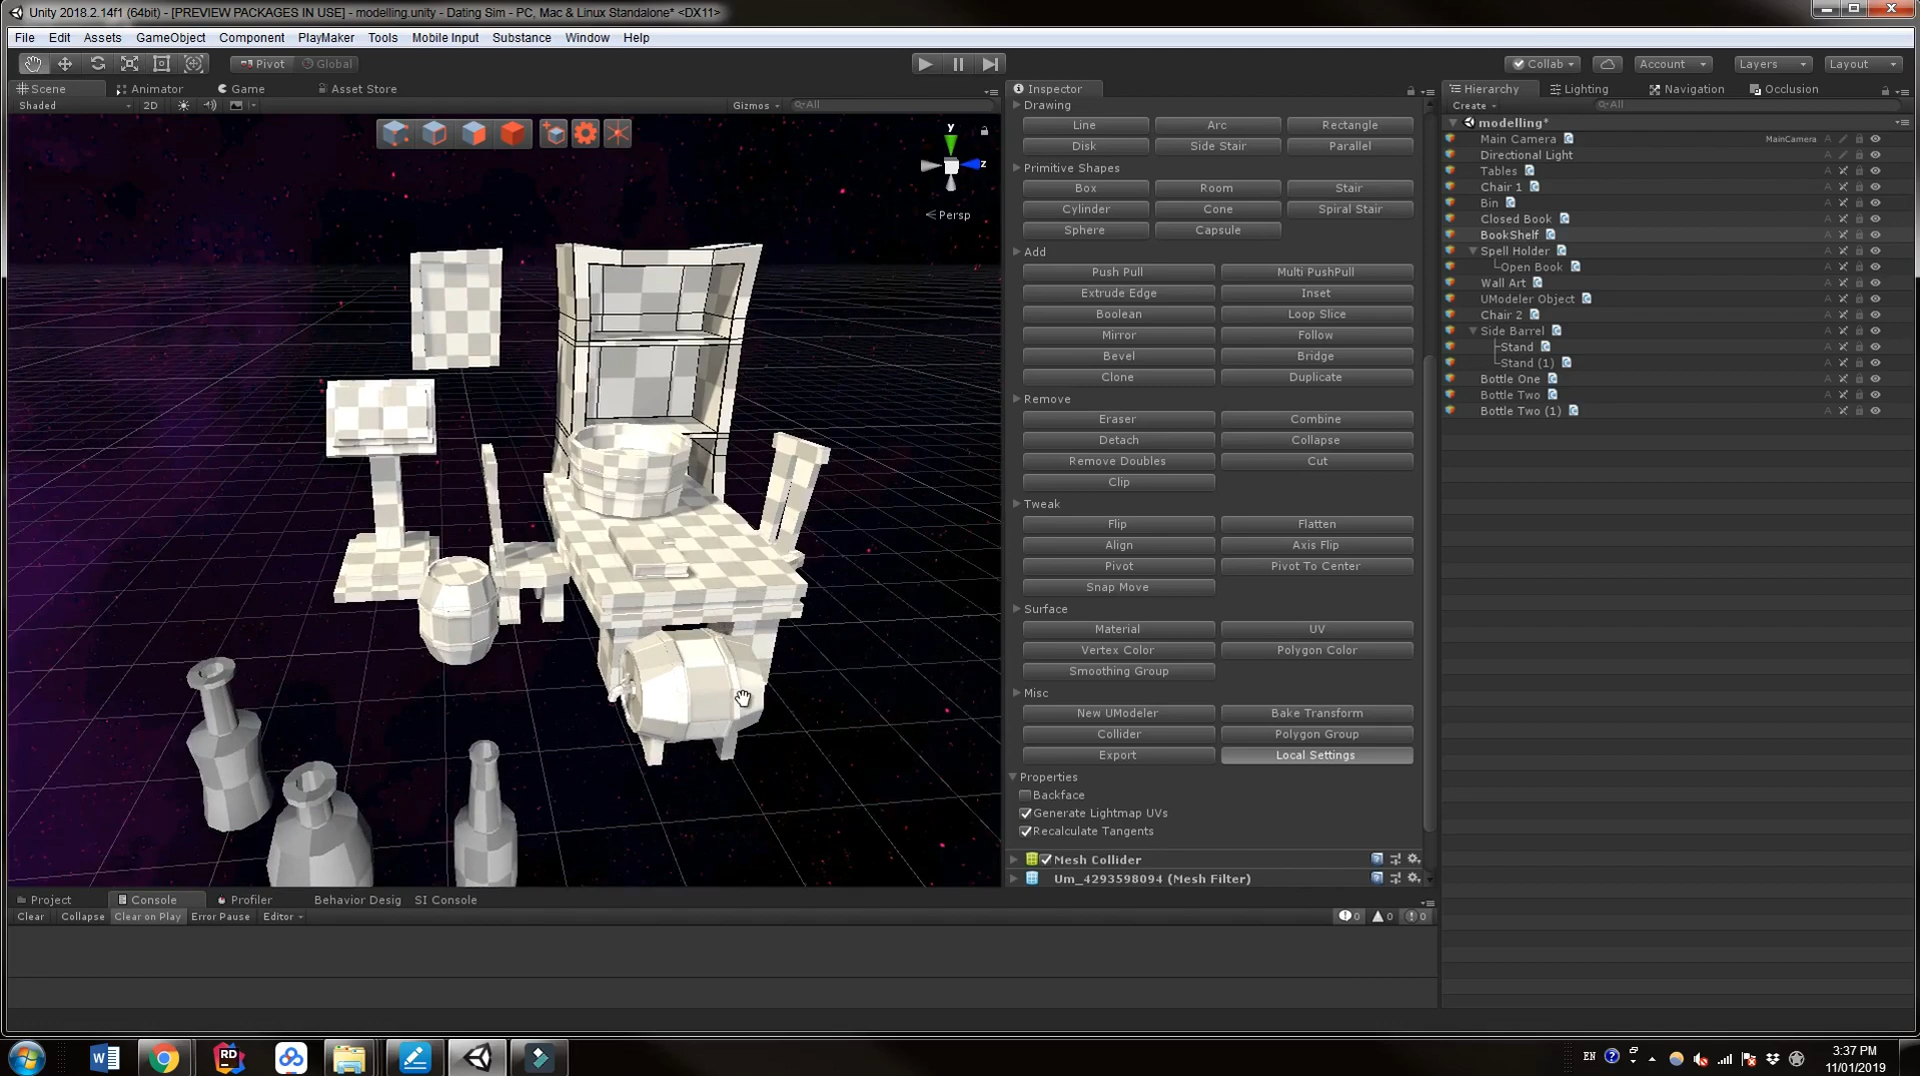 Unity 2018.2.14f1 (64bit) - [PREVIEW PACKAGES IN USE] - modelling.unity - Dating Sim - PC, Mac & Linux Standalone* <DX11>
File Edit Assets GameObject Component PlayMaker Tools Mobile Input Substance Window Help
Pivot Global Collab Account Layers Layout
Scene Animator Game Asset Store
Shaded 2D Gizmos All
y
z
Persp
Inspector
Drawing
Line Arc Rectangle
Disk Side Stair Parallel
Primitive Shapes
Box Room Stair
Cylinder Cone Spiral Stair
Sphere Capsule
Add
Push Pull Multi PushPull
Extrude Edge Inset
Boolean Loop Slice
Mirror Follow
Bevel Bridge
Clone Duplicate
Remove
Eraser Combine
Detach Collapse
Remove Doubles Cut
Clip
Tweak
Flip Flatten
Align Axis Flip
Pivot Pivot To Center
Snap Move
Surface
Material UV
Vertex Color Polygon Color
Smoothing Group
Misc
New UModeler Bake Transform
Collider Polygon Group
Export Local Settings
Properties
Backface
Generate Lightmap UVs
Recalculate Tangents
Mesh Collider
Um_4293598094 (Mesh Filter)
Hierarchy Lighting Navigation Occlusion
Create All
modelling*
Main Camera MainCamera
Directional Light
Tables
Chair 1
Bin
Closed Book
BookShelf
Spell Holder
Open Book
Wall Art
UModeler Object
Chair 2
Side Barrel
Stand
Stand (1)
Bottle One
Bottle Two
Bottle Two (1)
Project Console Profiler Behavior Desig SI Console
Clear Collapse Clear on Play Error Pause Editor 0 0 0
W RD EN 3:37 PM
11/01/2019